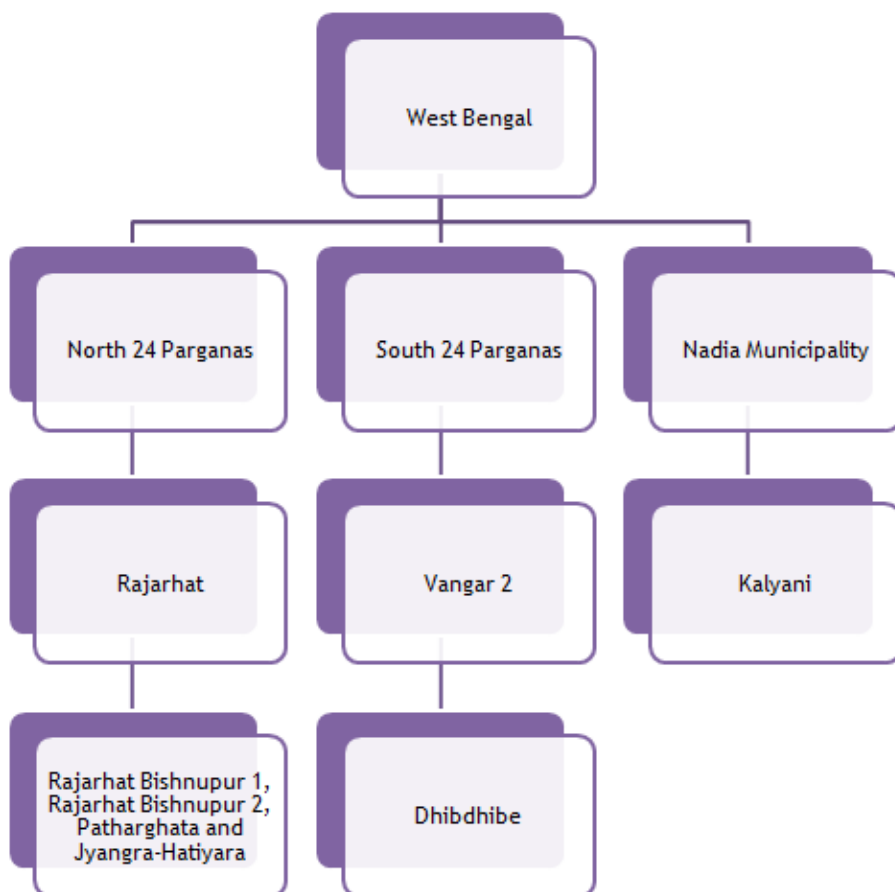 West Bengal
North 24 Parganas
South 24 Parganas
Nadia Municipality
Rajarhat
Vangar 2
Kalyani
Rajarhat Bishnupur 1,
Rajarhat Bishnupur 2,
Patharghata and
Jyangra-Hatiyara
Dhibdhibe